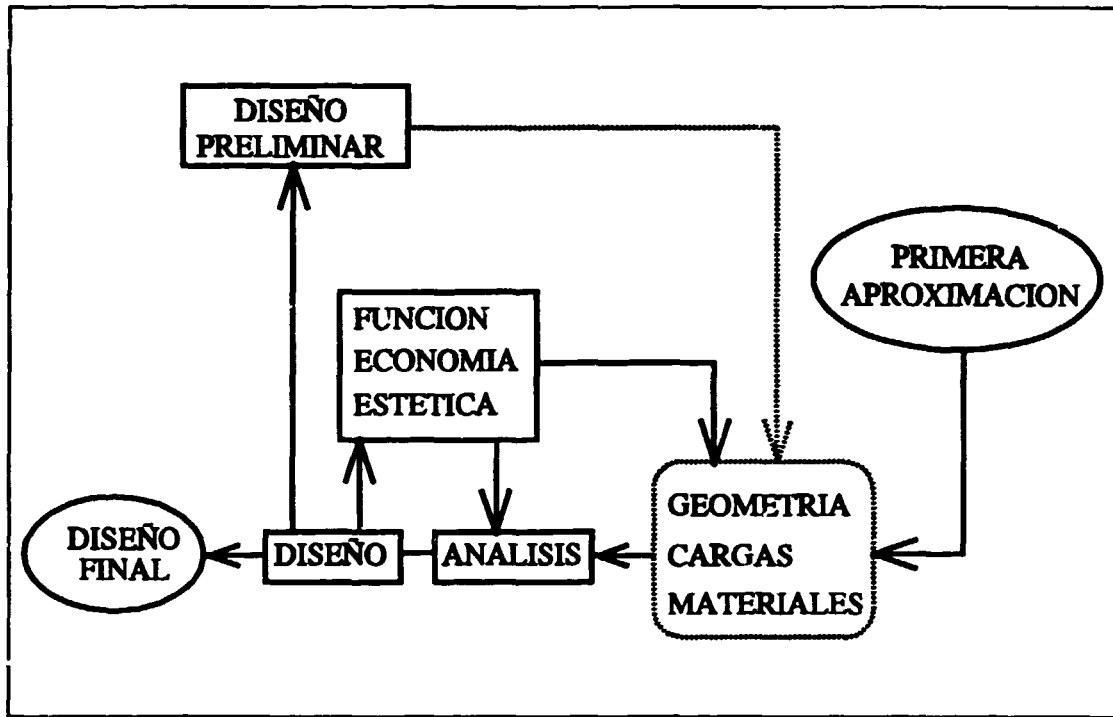 DISEÑO
PRELIMINAR
PRIMERA
APROXIMACION
FUNCION
ECONOMIA
ESTETICA
GEOMETRIA
CARGAS
MATERIALES
DISEÑO
FINAL
DISEÑO
ANALISIS